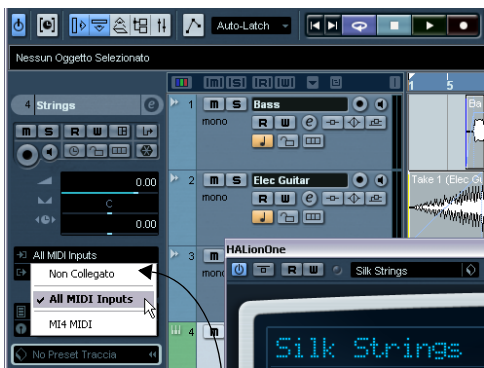 Auto-Latch
Nessun Oggetto Selezionato
m S R W
1 5
4 Strings e
m S R W
0.00
C
0.00
All MIDI Inputs
Non Collegato
All MIDI Inputs
MI4 MIDI
No Preset Traccia
1 m S Bass
mono R W e
2 m S Elec Guitar
mono R W e
3 m
mono
4 m
Ba
Take 1 (Elec Gu
HALionOne
R W Silk Strings
Silk Strings